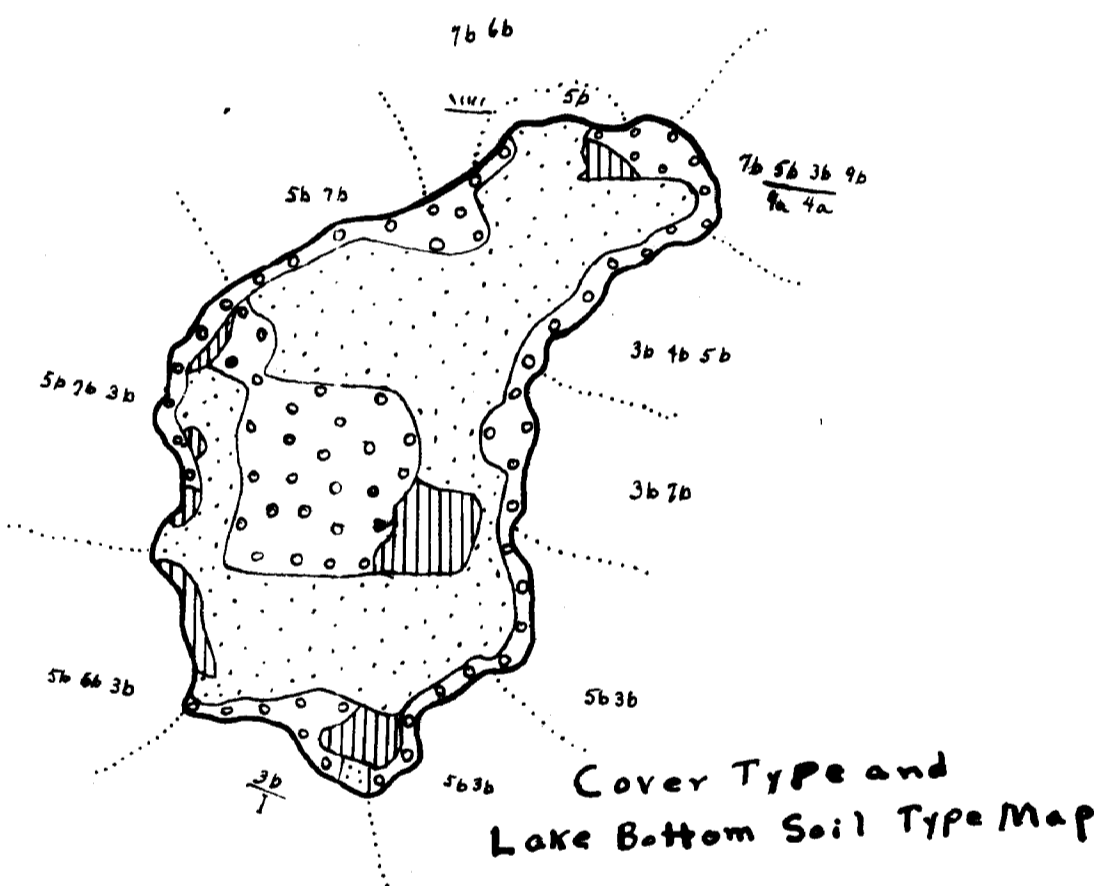 7b 6b
5b
7b 5b 3b 9b
9a 4a
5b 7b
3b 4b 5b
5b 7b 3b
3b 7b
5b 6b 3b
5b 3b
3b
I
5b 3b
Cover Type and
Lake Bottom Soil Type Map